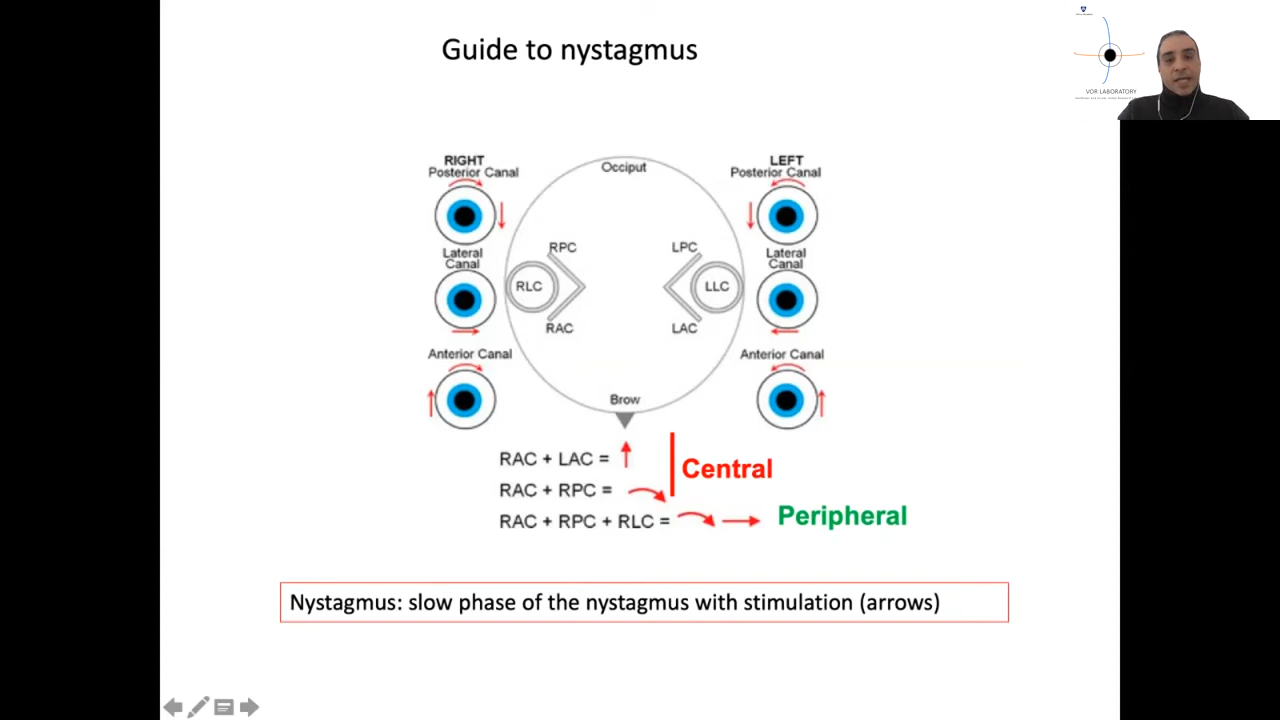 Guide to nystagmus
VOR LABORATORY
RIGHT
Posterior Canal
Lateral
Canal
Anterior Canal
Occiput
RPC
LPC
RLC
LLC
RAC
LAC
Brow
LEFT
Posterior Canal
Lateral
Canal
Anterior Canal
RAC + LAC =
RAC + RPC =
Central
RAC + RPC + RLC =
Peripheral
Nystagmus: slow phase of the nystagmus with stimulation (arrows)